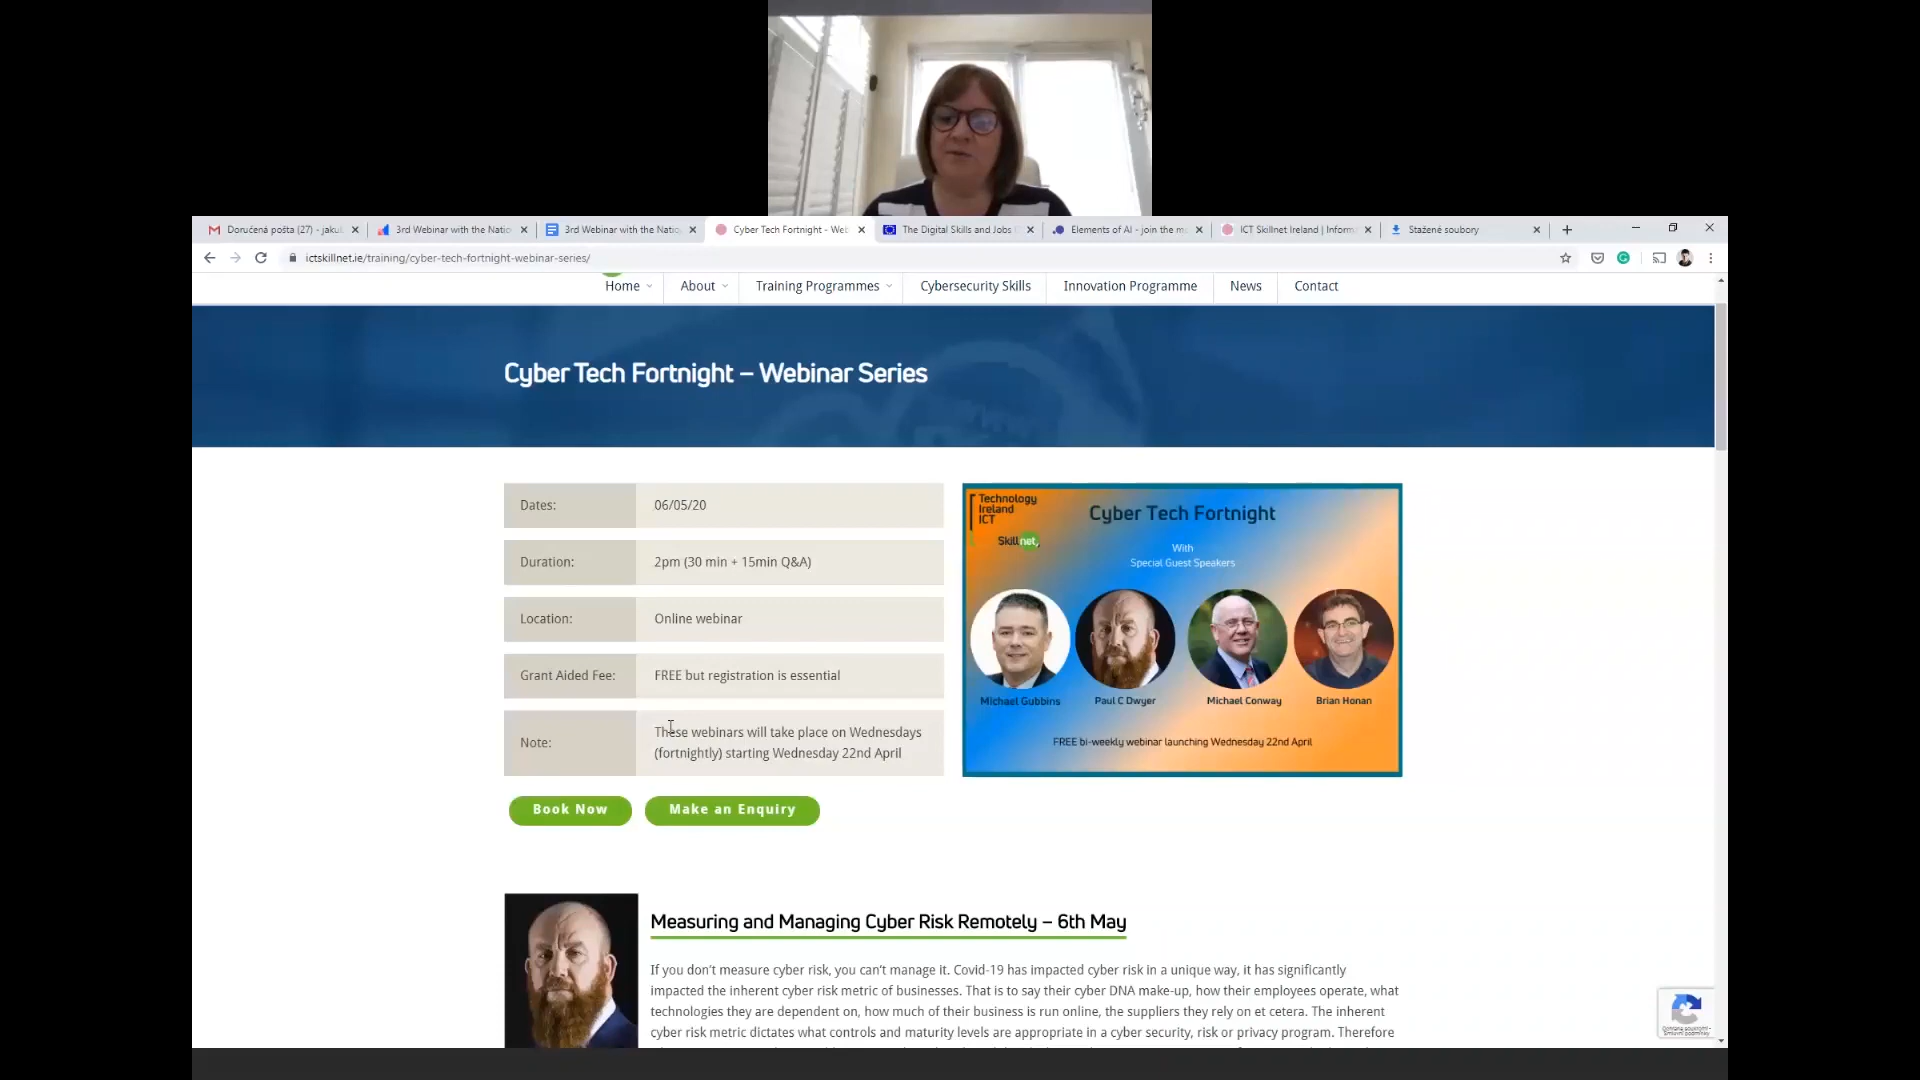 Doručená pošta (27) - jaku
3rd Webinar with the Natio
3rd Webinar with the Natio
Cyber Tech Fortnight - Web
The Digital Skills and Jobs
Elements of AI - join the m
ICT Skillnet Ireland | Inform
Stažené soubory
ictskillnet.ie/training/cyber-tech-fortnight-webinar-series/
Home
About
Training Programmes
Cybersecurity Skills
Innovation Programme
News
Contact
Cyber Tech Fortnight – Webinar Series
Dates: 06/05/20
Duration: 2pm (30 min + 15min Q&A)
Location: Online webinar
Grant Aided Fee: FREE but registration is essential
Note: These webinars will take place on Wednesdays
(fortnightly) starting Wednesday 22nd April
Book Now
Make an Enquiry
Technology
Ireland
ICT
Skillnet
Cyber Tech Fortnight
With
Special Guest Speakers
Michael Gubbins
Paul C Dwyer
Michael Conway
Brian Honan
FREE bi-weekly webinar launching Wednesday 22nd April
Measuring and Managing Cyber Risk Remotely – 6th May
If you don't measure cyber risk, you can't manage it. Covid-19 has impacted cyber risk in a unique way, it has significantly
impacted the inherent cyber risk metric of businesses. That is to say their cyber DNA make-up, how their employees operate, what
technologies they are dependent on, how much of their business is run online, the suppliers they rely on et cetera. The inherent
cyber risk metric dictates what controls and maturity levels are appropriate in a cyber security, risk or privacy program. Therefore